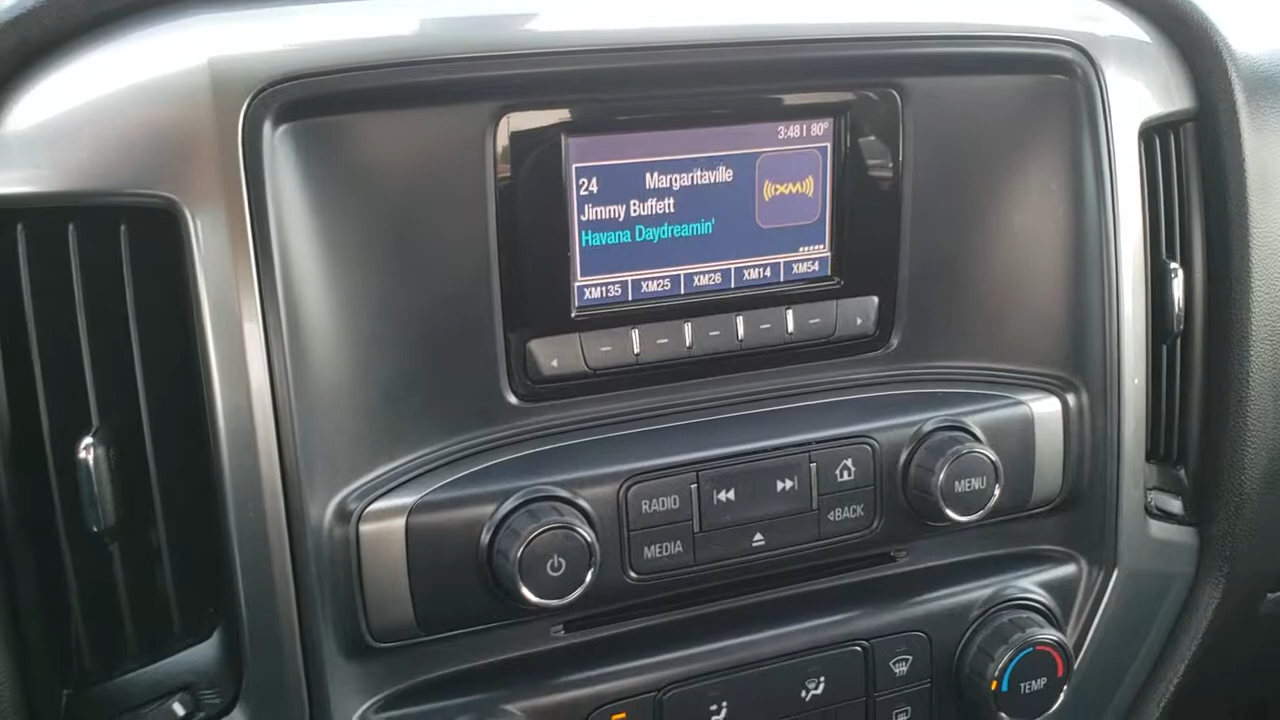 3:48 | 80°
24 Margaritaville
((XM))
Jimmy Buffett
Havana Daydreamin'
XM135 XM25 XM26 XM14 XM54
RADIO
MENU
MEDIA
BACK
TEMP